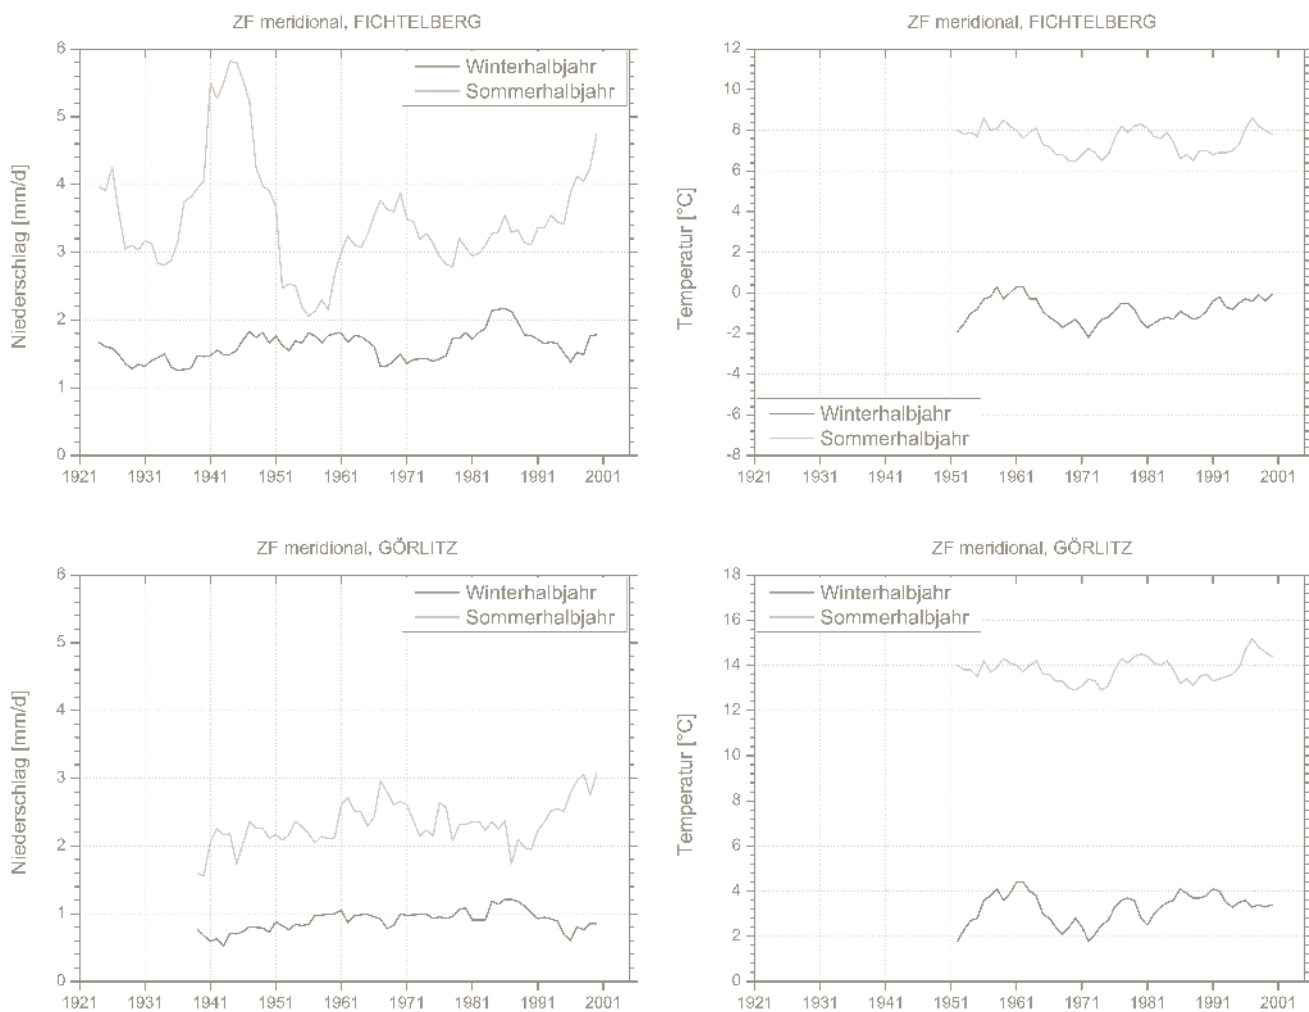 ZF meridional, FICHTELBERG
Niederschlag [mm/d]
6
5
4
3
2
1
0
Winterhalbjahr
Sommerhalbjahr
1921 1931 1941 1951 1961 1971 1981 1991 2001
ZF meridional, FICHTELBERG
Temperatur [°C]
12
10
8
6
4
2
0
-2
-4
-6
-8
Winterhalbjahr
Sommerhalbjahr
1921 1931 1941 1951 1961 1971 1981 1991 2001
ZF meridional, GÖRLITZ
Niederschlag [mm/d]
6
5
4
3
2
1
0
Winterhalbjahr
Sommerhalbjahr
1921 1931 1941 1951 1961 1971 1981 1991 2001
ZF meridional, GÖRLITZ
Temperatur [°C]
18
16
14
12
10
8
6
4
2
0
Winterhalbjahr
Sommerhalbjahr
1921 1931 1941 1951 1961 1971 1981 1991 2001